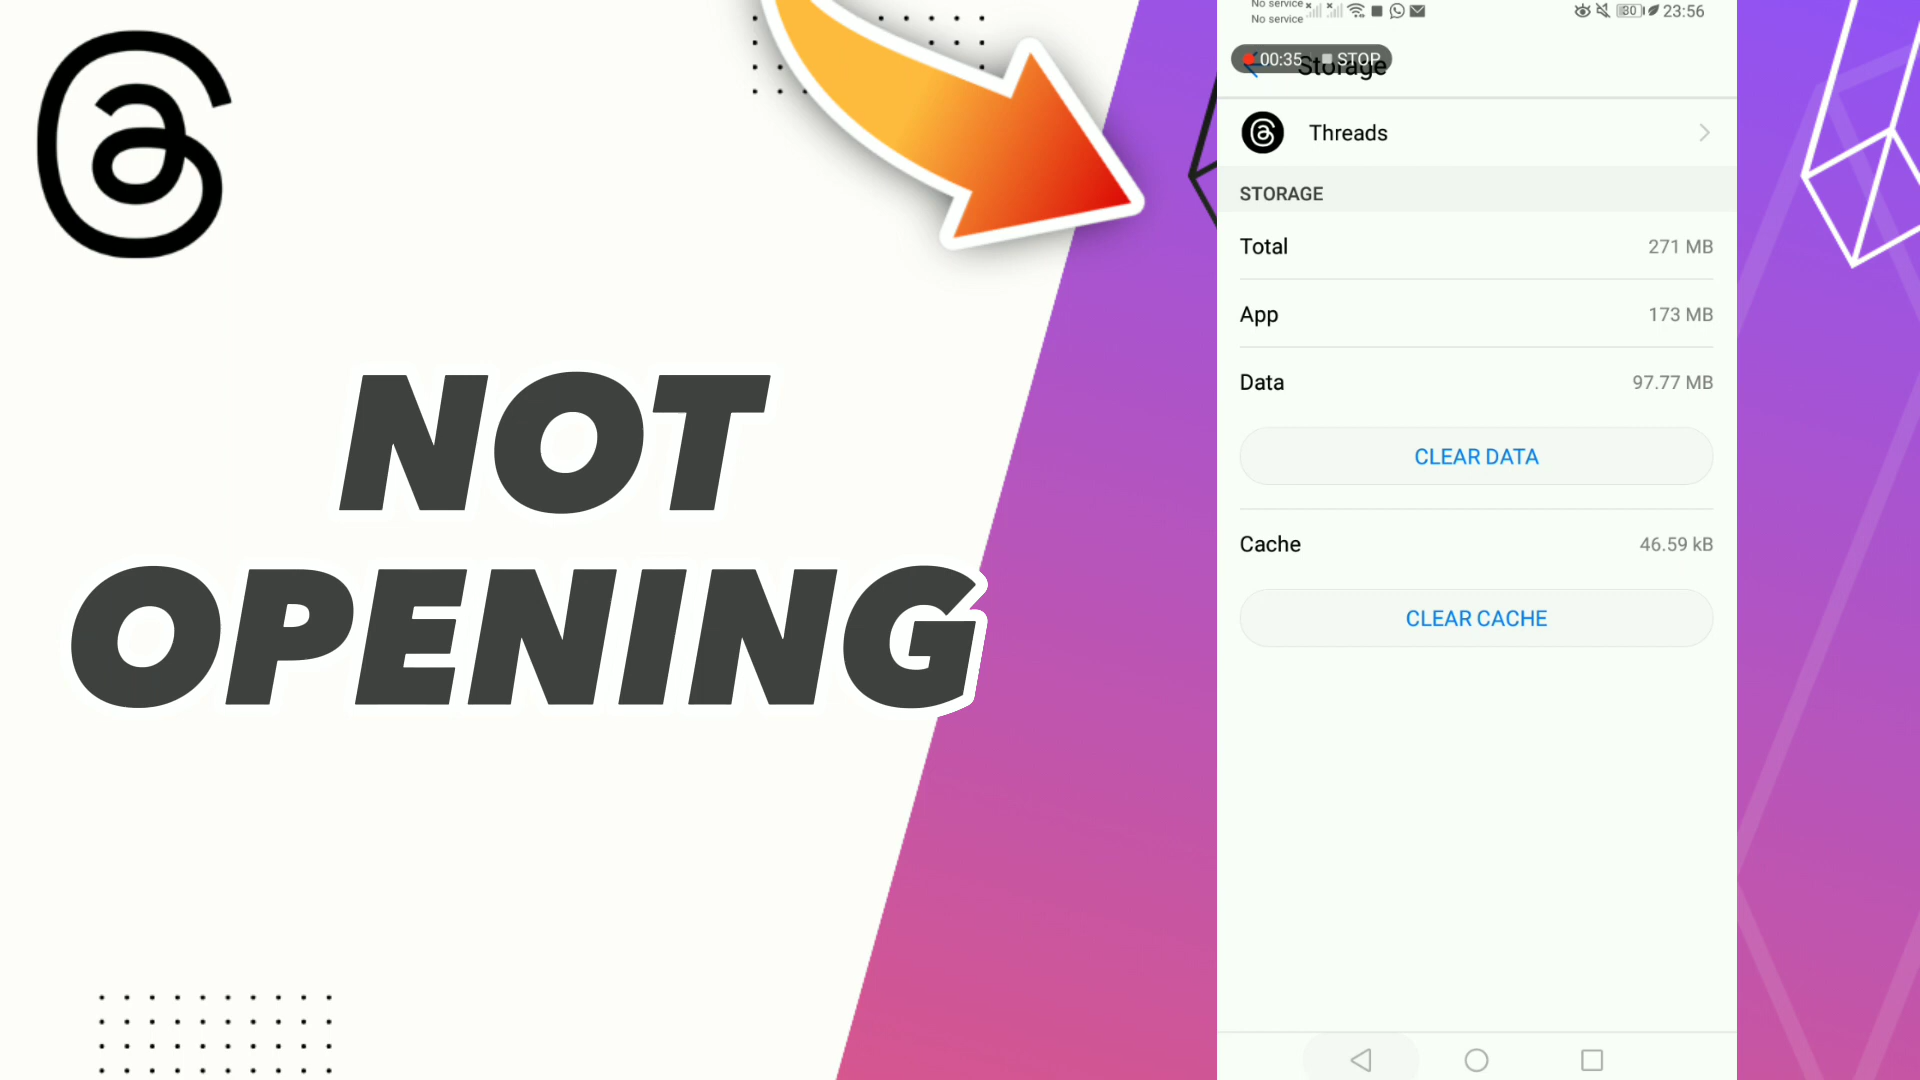 NOT
OPENING
No service
No service
30
23:56
00:35 STOP
Storage
Threads
STORAGE
Total 271 MB
App 173 MB
Data 97.77 MB
CLEAR DATA
Cache 46.59 kB
CLEAR CACHE